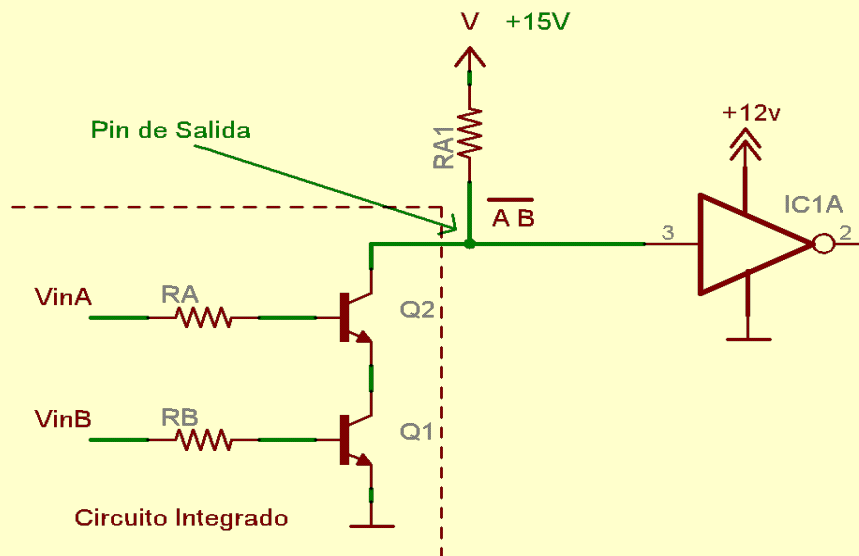 V +15V
Pin de Salida
RA1
+12v
A B
IC1A
3
2
VinA
RA
Q2
VinB
RB
Q1
Circuito Integrado